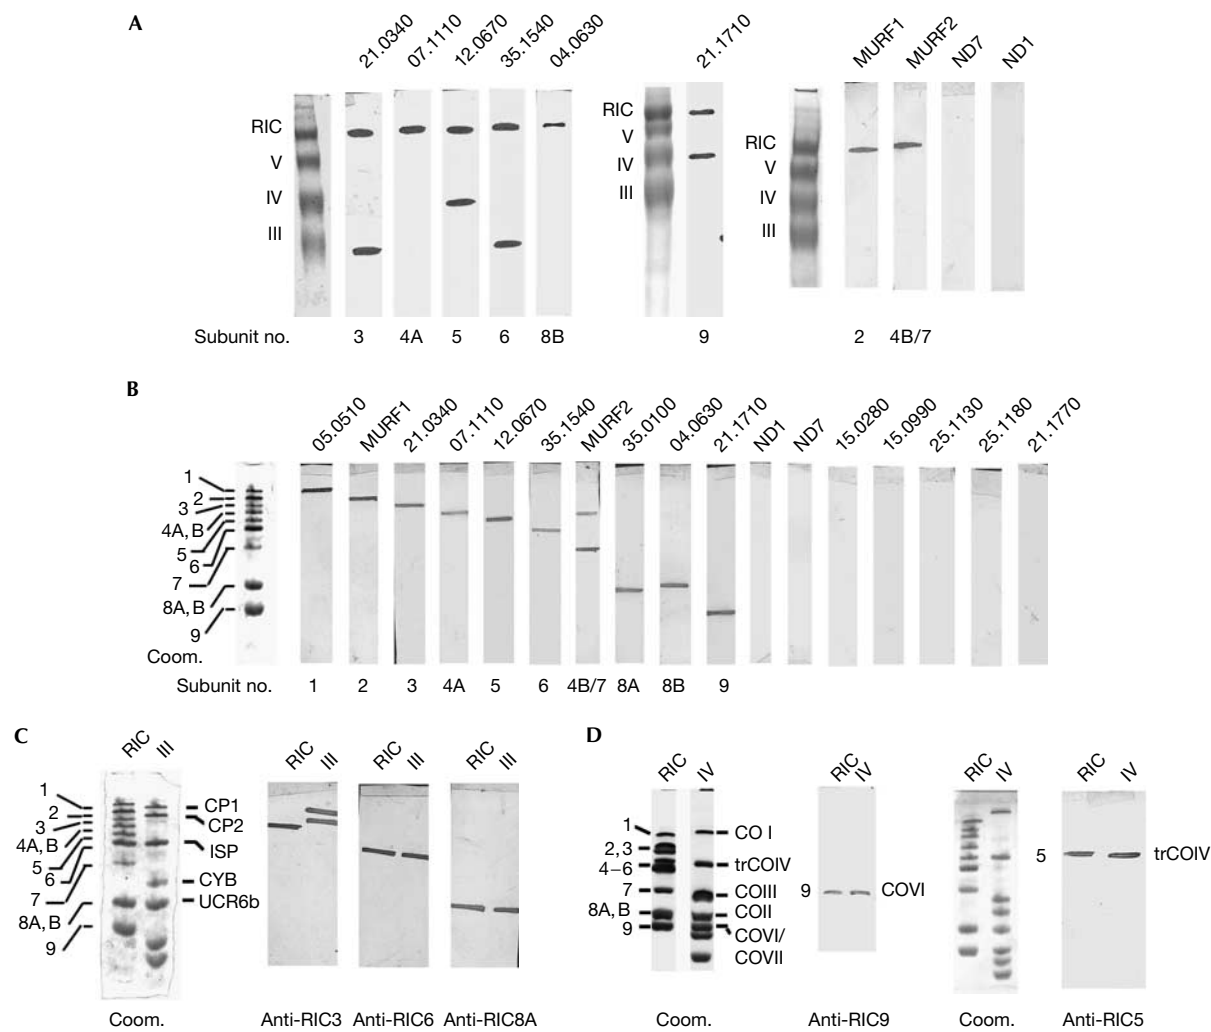 A
21.0340 07.1110 12.0670 35.1540 04.0630 21.1710 MURF1 MURF2 ND7 ND1
RIC RIC RIC
V V V
IV IV IV
III III III
Subunit no. 3 4A 5 6 8B 9 2 4B/7
B
05.0510 MURF1 21.0340 07.1110 12.0670 35.1540 MURF2 35.0100 04.0630 21.1710 ND1 ND7 15.0280 15.0990 25.1130 25.1180 21.1770
1
2
3
4A, B
5
6
7
8A, B
9
Coom.
Subunit no. 1 2 3 4A 5 6 4B/7 8A 8B 9
C
RIC III RIC III RIC III RIC III
1
2
3
4A, B
5
6
7
8A, B
9
CP1
CP2
ISP
CYB
UCR6b
Coom. Anti-RIC3 Anti-RIC6 Anti-RIC8A
D
RIC IV RIC IV RIC IV RIC IV
1
2, 3
4–6
7
8A, B
9
CO I
trCOIV
COIII
COII
COVI/
COVII
9 COVI
5 trCOIV
Coom. Anti-RIC9 Coom. Anti-RIC5